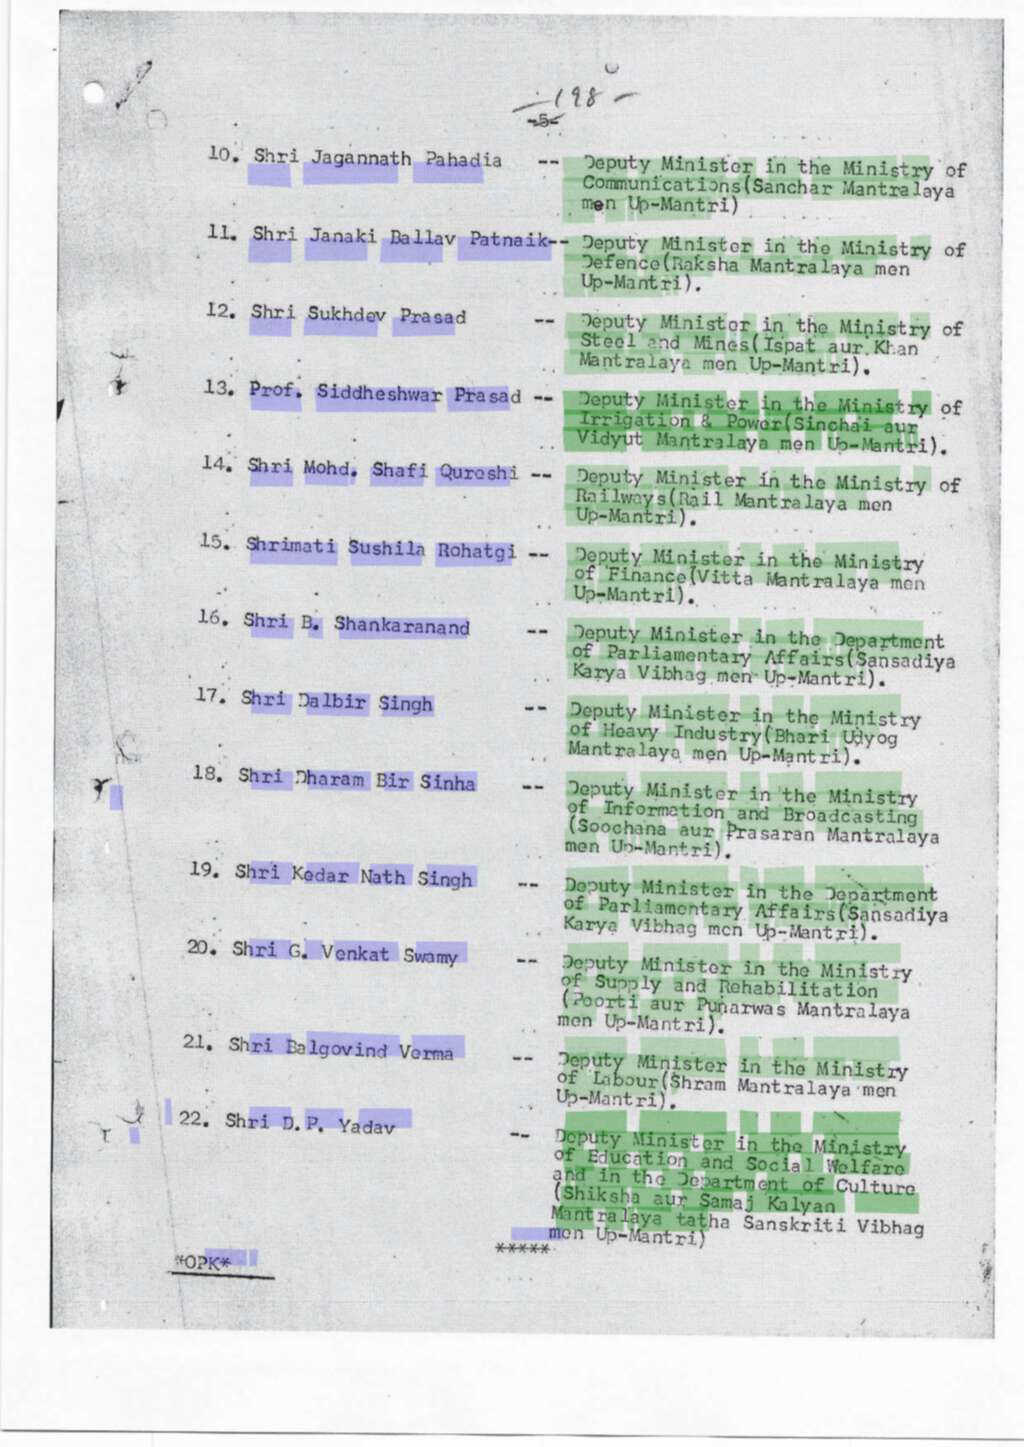 -198-
-5-
10. Shri Jagannath Pahadia -- Deputy Minister in the Ministry of
Communications(Sanchar Mantralaya
men Up-Mantri)
11. Shri Janaki Ballav Patnaik-- Deputy Minister in the Ministry of
Defence(Raksha Mantralaya men
Up-Mantri).
12. Shri Sukhdev Prasad -- Deputy Minister in the Ministry of
Steel and Mines(Ispat aur Khan
Mantralaya men Up-Mantri).
13. Prof. Siddheshwar Prasad -- Deputy Minister in the Ministry of
Irrigation & Power(Sinchai aur
Vidyut Mantralaya men Up-Mantri).
14. Shri Mohd. Shafi Qureshi -- Deputy Minister in the Ministry of
Railways(Rail Mantralaya men
Up-Mantri).
15. Shrimati Sushila Rohatgi -- Deputy Minister in the Ministry
of Finance(Vitta Mantralaya men
Up-Mantri).
16. Shri B. Shankaranand -- Deputy Minister in the Department
of Parliamentary Affairs(Sansadiya
Karya Vibhag men Up-Mantri).
17. Shri Dalbir Singh -- Deputy Minister in the Ministry
of Heavy Industry(Bhari Udyog
Mantralaya men Up-Mantri).
18. Shri Dharam Bir Sinha -- Deputy Minister in the Ministry
of Information and Broadcasting
(Soochana aur Prasaran Mantralaya
men Up-Mantri).
19. Shri Kedar Nath Singh -- Deputy Minister in the Department
of Parliamentary Affairs(Sansadiya
Karya Vibhag men Up-Mantri).
20. Shri G. Venkat Swamy -- Deputy Minister in the Ministry
of Supply and Rehabilitation
(Poorti aur Punarwas Mantralaya
men Up-Mantri).
21. Shri Balgovind Verma -- Deputy Minister in the Ministry
of Labour(Shram Mantralaya men
Up-Mantri).
22. Shri D.P. Yadav -- Deputy Minister in the Ministry
of Education and Social Welfare
and in the Department of Culture
(Shiksha aur Samaj Kalyan
Mantralaya tatha Sanskriti Vibhag
men Up-Mantri)
*****
*OPK*